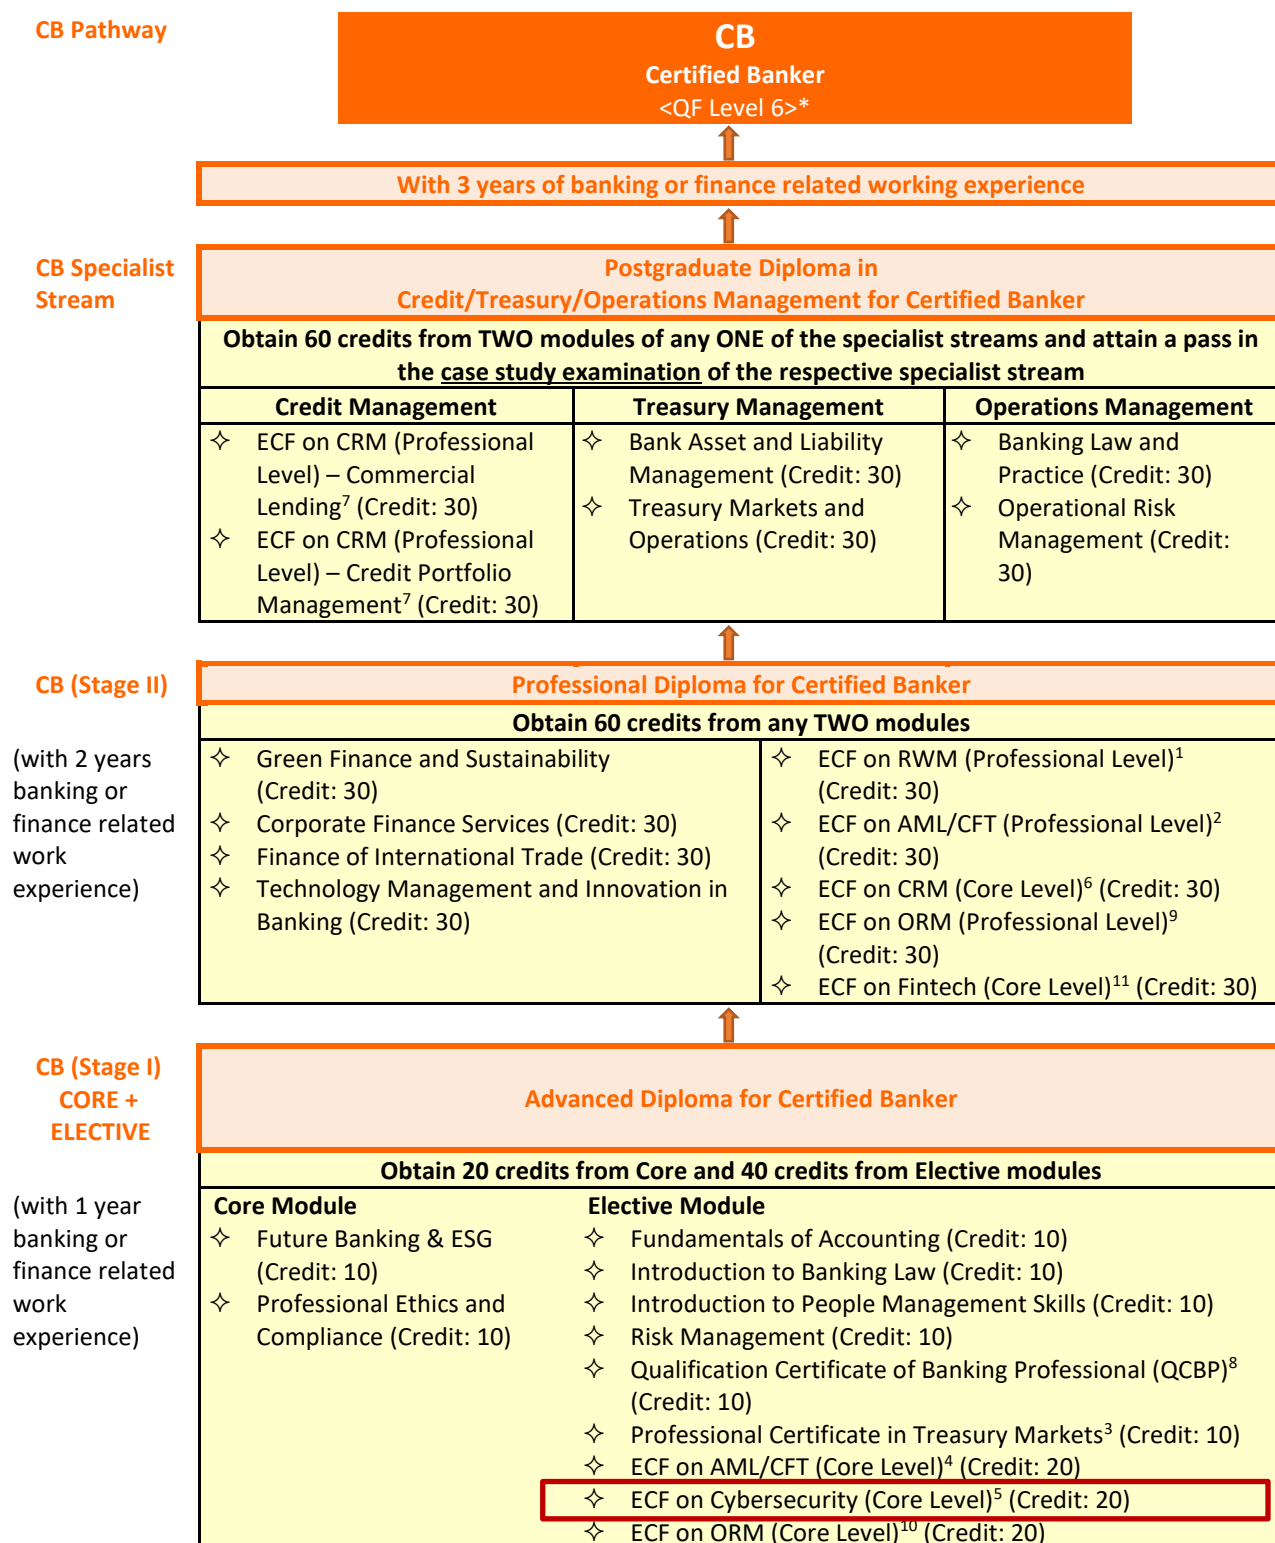 CB Pathway
CB
Certified Banker
<QF Level 6>*
With 3 years of banking or finance related working experience
CB Specialist
Stream
Postgraduate Diploma in
Credit/Treasury/Operations Management for Certified Banker
Obtain 60 credits from TWO modules of any ONE of the specialist streams and attain a pass in
the case study examination of the respective specialist stream
Credit Management
✧ ECF on CRM (Professional
Level) – Commercial
Lending⁷ (Credit: 30)
✧ ECF on CRM (Professional
Level) – Credit Portfolio
Management⁷ (Credit: 30)
Treasury Management
✧ Bank Asset and Liability
Management (Credit: 30)
✧ Treasury Markets and
Operations (Credit: 30)
Operations Management
✧ Banking Law and
Practice (Credit: 30)
✧ Operational Risk
Management (Credit:
30)
CB (Stage II)
(with 2 years
banking or
finance related
work
experience)
Professional Diploma for Certified Banker
Obtain 60 credits from any TWO modules
✧ Green Finance and Sustainability
(Credit: 30)
✧ Corporate Finance Services (Credit: 30)
✧ Finance of International Trade (Credit: 30)
✧ Technology Management and Innovation in
Banking (Credit: 30)
✧ ECF on RWM (Professional Level)¹
(Credit: 30)
✧ ECF on AML/CFT (Professional Level)²
(Credit: 30)
✧ ECF on CRM (Core Level)⁶ (Credit: 30)
✧ ECF on ORM (Professional Level)⁹
(Credit: 30)
✧ ECF on Fintech (Core Level)¹¹ (Credit: 30)
CB (Stage I)
CORE +
ELECTIVE
(with 1 year
banking or
finance related
work
experience)
Advanced Diploma for Certified Banker
Obtain 20 credits from Core and 40 credits from Elective modules
Core Module
✧ Future Banking & ESG
(Credit: 10)
✧ Professional Ethics and
Compliance (Credit: 10)
Elective Module
✧ Fundamentals of Accounting (Credit: 10)
✧ Introduction to Banking Law (Credit: 10)
✧ Introduction to People Management Skills (Credit: 10)
✧ Risk Management (Credit: 10)
✧ Qualification Certificate of Banking Professional (QCBP)⁸
(Credit: 10)
✧ Professional Certificate in Treasury Markets³ (Credit: 10)
✧ ECF on AML/CFT (Core Level)⁴ (Credit: 20)
✧ ECF on Cybersecurity (Core Level)⁵ (Credit: 20)
✧ ECF on ORM (Core Level)¹⁰ (Credit: 20)